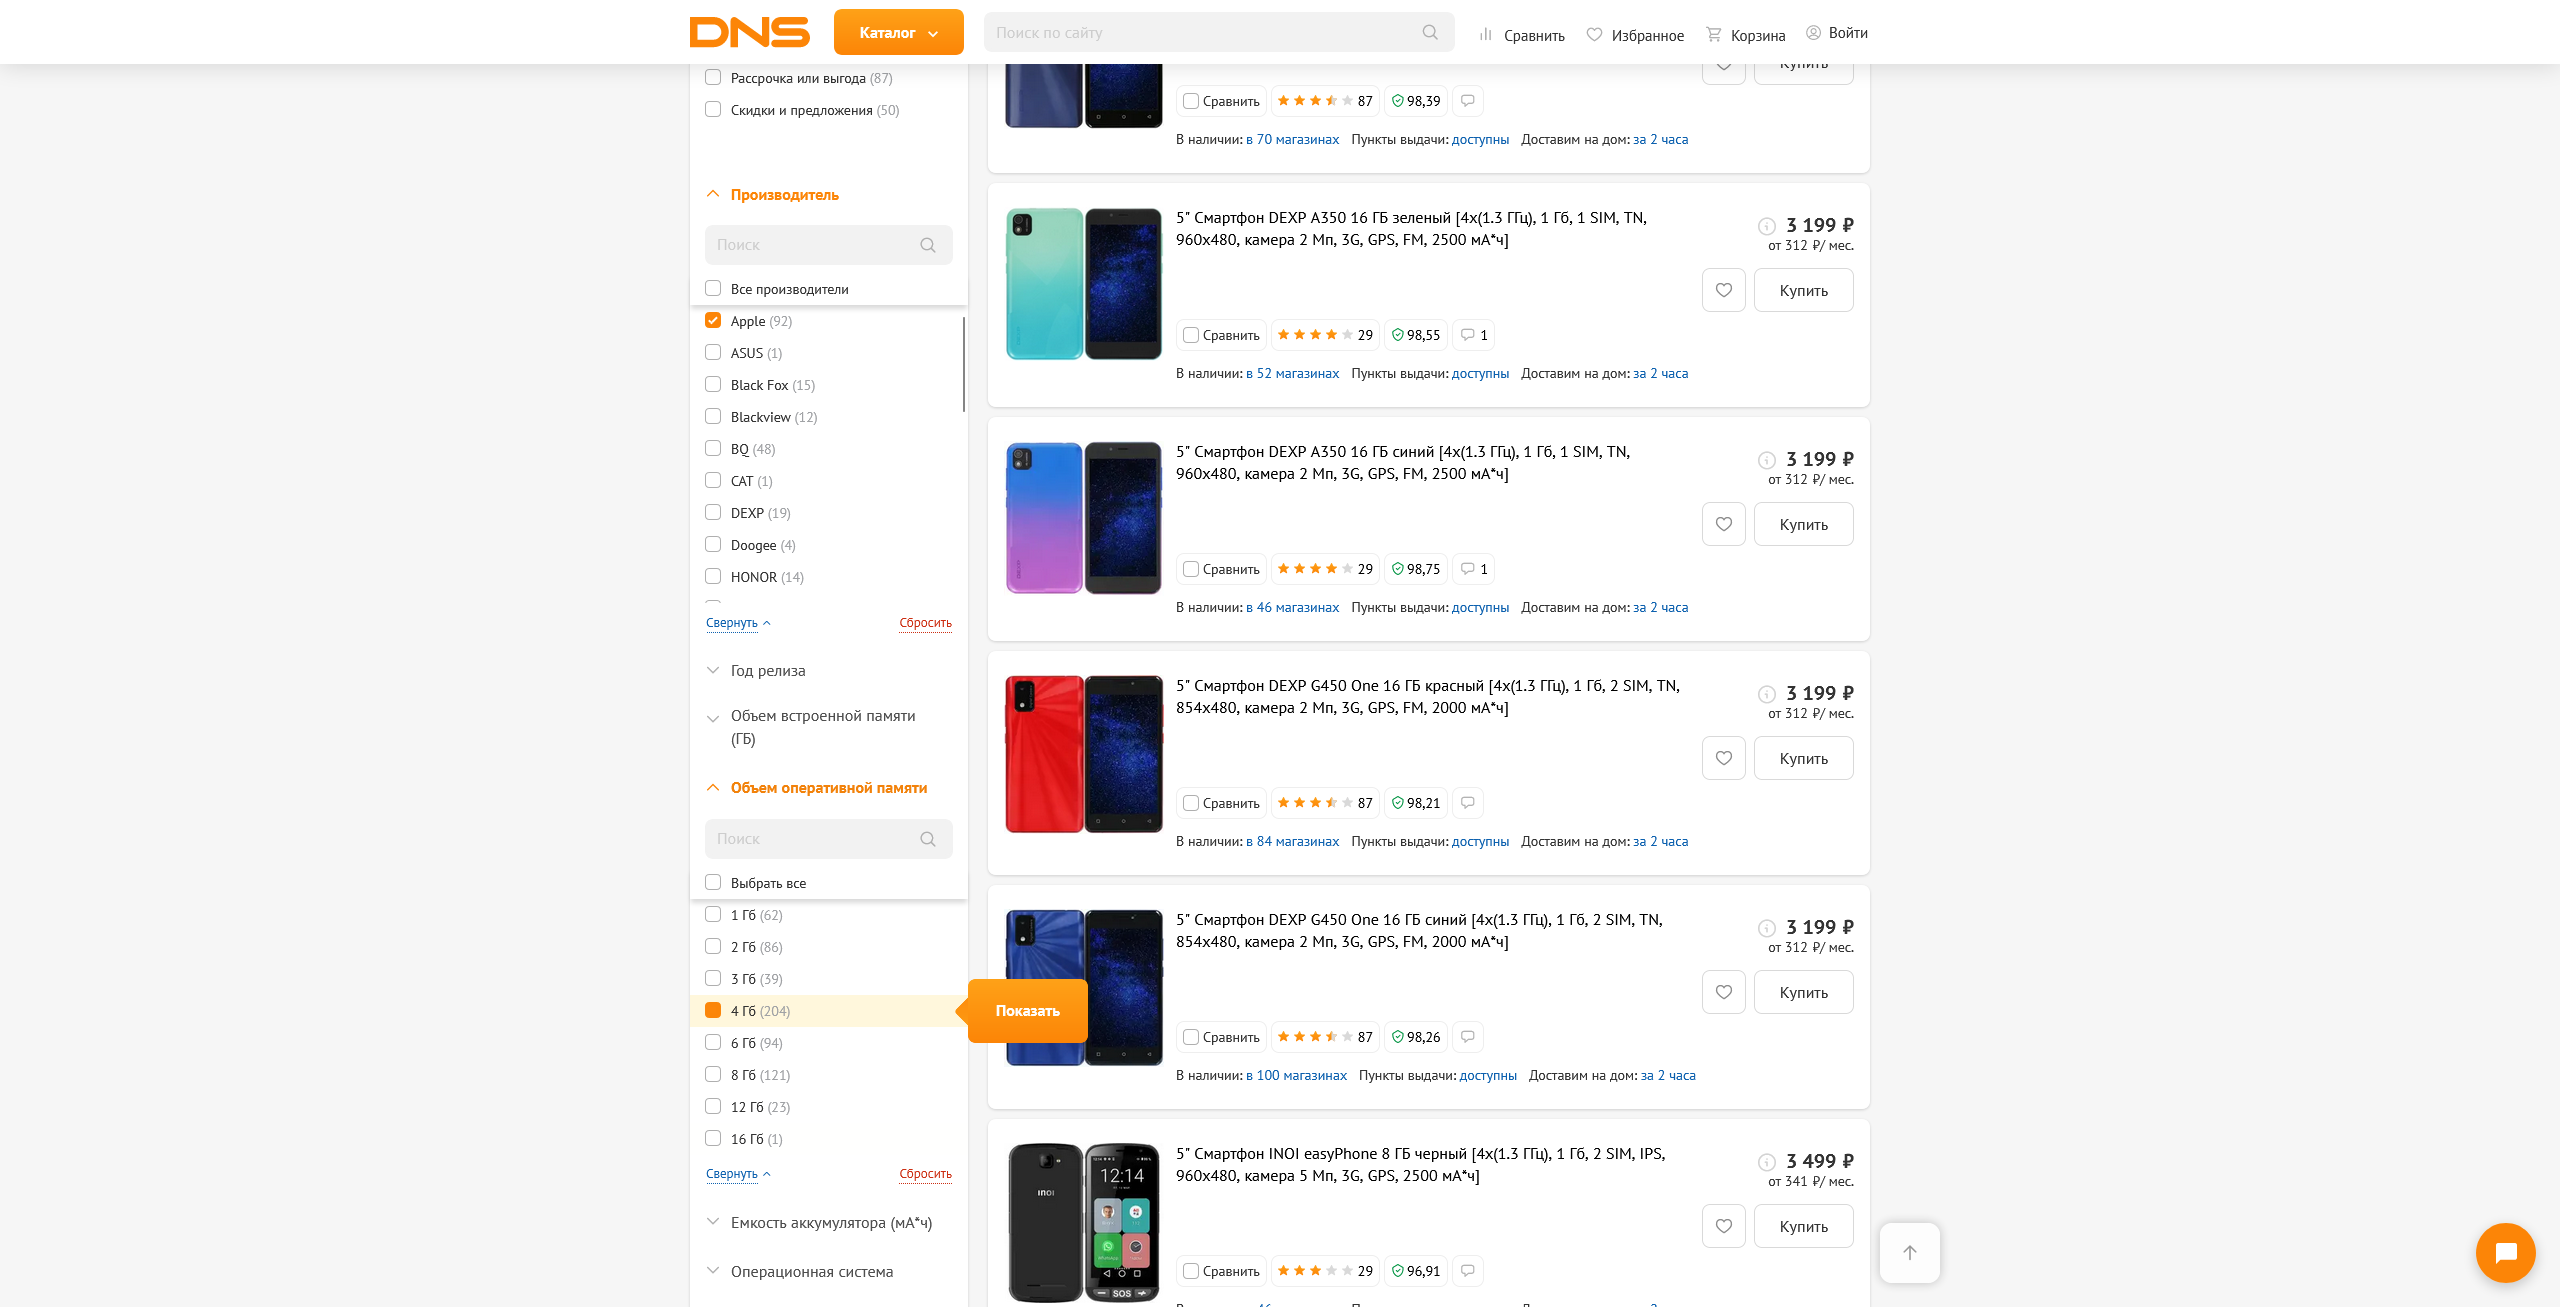 DNS
Каталог
Поиск по сайту
Сравнить
Избранное
Корзина
Войти
Рассрочка или выгода (87)
Скидки и предложения (50)
Производитель
Поиск
Все производители
Apple (92)
ASUS (1)
Black Fox (15)
Blackview (12)
BQ (48)
CAT (1)
DEXP (19)
Doogee (4)
HONOR (14)
Свернуть
Сбросить
Год релиза
Объем встроенной памяти
(ГБ)
Объем оперативной памяти
Поиск
Выбрать все
1 Гб (62)
2 Гб (86)
3 Гб (39)
4 Гб (204)
Показать
6 Гб (94)
8 Гб (121)
12 Гб (23)
16 Гб (1)
Свернуть
Сбросить
Емкость аккумулятора (мА*ч)
Операционная система
Купить
Сравнить 87 98,39
В наличии: в 70 магазинах Пункты выдачи: доступны Доставим на дом: за 2 часа
5" Смартфон DEXP A350 16 ГБ зеленый [4x(1.3 ГГц), 1 Гб, 1 SIM, TN,
960x480, камера 2 Мп, 3G, GPS, FM, 2500 мА*ч]
3 199 ₽
от 312 ₽/ мес.
Купить
Сравнить 29 98,55 1
В наличии: в 52 магазинах Пункты выдачи: доступны Доставим на дом: за 2 часа
5" Смартфон DEXP A350 16 ГБ синий [4x(1.3 ГГц), 1 Гб, 1 SIM, TN,
960x480, камера 2 Мп, 3G, GPS, FM, 2500 мА*ч]
3 199 ₽
от 312 ₽/ мес.
Купить
Сравнить 29 98,75 1
В наличии: в 46 магазинах Пункты выдачи: доступны Доставим на дом: за 2 часа
5" Смартфон DEXP G450 One 16 ГБ красный [4x(1.3 ГГц), 1 Гб, 2 SIM, TN,
854x480, камера 2 Мп, 3G, GPS, FM, 2000 мА*ч]
3 199 ₽
от 312 ₽/ мес.
Купить
Сравнить 87 98,21
В наличии: в 84 магазинах Пункты выдачи: доступны Доставим на дом: за 2 часа
5" Смартфон DEXP G450 One 16 ГБ синий [4x(1.3 ГГц), 1 Гб, 2 SIM, TN,
854x480, камера 2 Мп, 3G, GPS, FM, 2000 мА*ч]
3 199 ₽
от 312 ₽/ мес.
Купить
Сравнить 87 98,26
В наличии: в 100 магазинах Пункты выдачи: доступны Доставим на дом: за 2 часа
inoi
12:14
SOS
5" Смартфон INOI easyPhone 8 ГБ черный [4x(1.3 ГГц), 1 Гб, 2 SIM, IPS,
960x480, камера 5 Мп, 3G, GPS, 2500 мА*ч]
3 499 ₽
от 341 ₽/ мес.
Купить
Сравнить 29 96,91